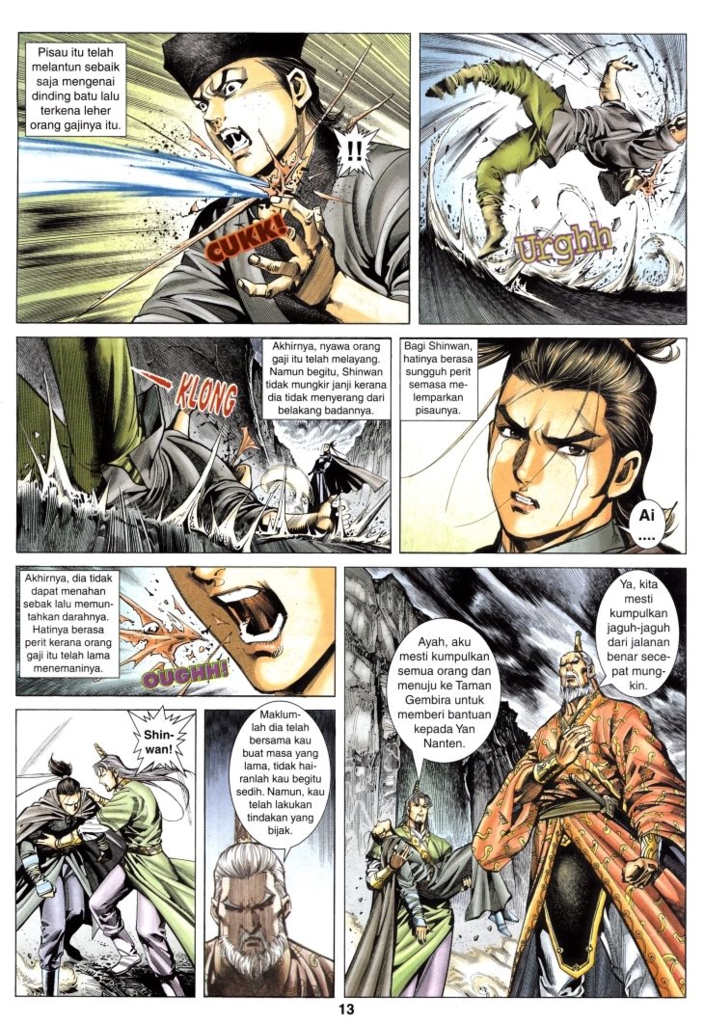 Pisau itu telah
melantun sebaik
saja mengenai
dinding batu lalu
terkena leher
orang gajinya itu.
!!
CUKK!
Urghh
KLONG
Akhirnya, nyawa orang
gaji itu telah melayang.
Namun begitu, Shinwan
tidak mungkir janji kerana
dia tidak menyerang dari
belakang badannya.
Bagi Shinwan,
hatinya berasa
sungguh perit
semasa me-
lemparkan
pisaunya.
Ai
....
Akhirnya, dia tidak
dapat menahan
sebak lalu memun-
tahkan darahnya.
Hatinya berasa
perit kerana orang
gaji itu telah lama
menemaninya.
OUGHH!
Shin-
wan!
Maklum-
lah dia telah
bersama kau
buat masa yang
lama, tidak hai-
ranlah kau begitu
sedih. Namun, kau
telah lakukan
tindakan yang
bijak.
Ayah, aku
mesti kumpulkan
semua orang dan
menuju ke Taman
Gembira untuk
memberi bantuan
kepada Yan
Nanten.
Ya, kita
mesti
kumpulkan
jaguh-jaguh
dari jalanan
benar sece-
pat mung-
kin.
13